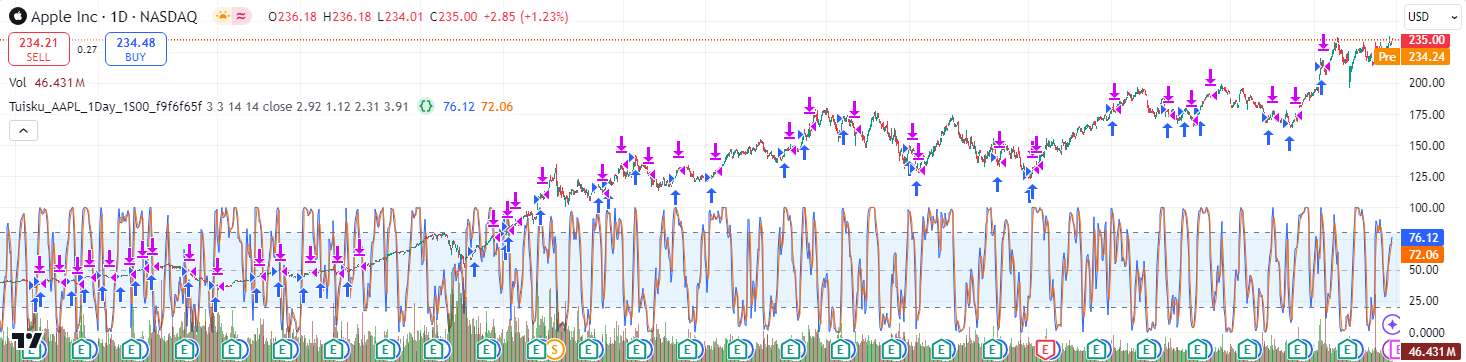 Apple Inc · 1D · NASDAQ O236.18 H236.18 L234.01 C235.00 +2.85 (+1.23%)
USD
234.21
SELL
0.27
234.48
BUY
235.00
Pre 234.24
Vol 46.431 M
200.00
Tuisku_AAPL_1Day_1S00_f9f6f65f 3 3 14 14 close 2.92 1.12 2.31 3.91 {} 76.12 72.06
175.00
150.00
125.00
100.00
76.12
72.06
50.00
25.00
0.0000
E E E E E E E E E E E S E E E E E E E E E E E E E E E E
46.431 M